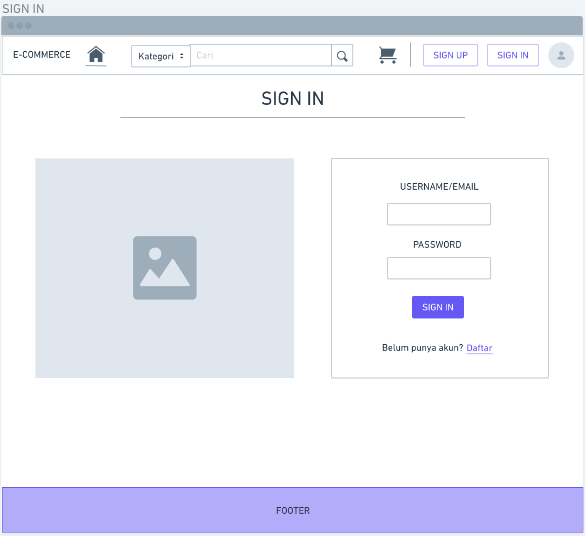 SIGN IN
E-COMMERCE Kategori Cari SIGN UP SIGN IN
SIGN IN
USERNAME/EMAIL
PASSWORD
SIGN IN
Belum punya akun? Daftar
FOOTER